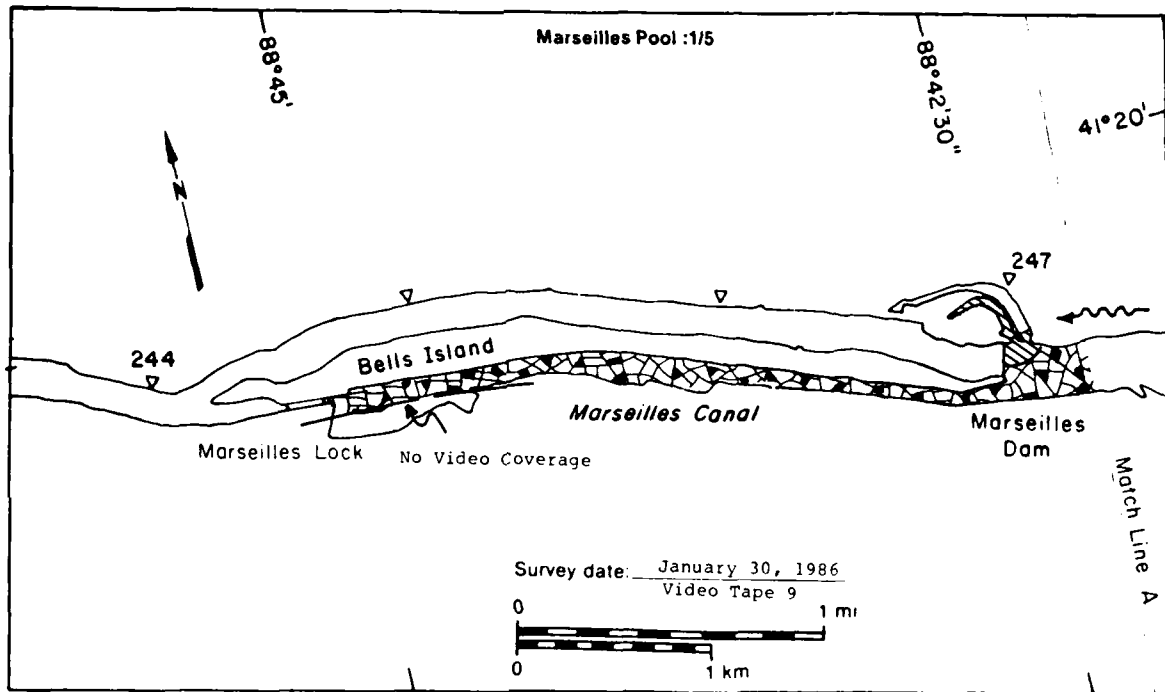 Marseilles Pool :1/5
88°45'
88°42'30"
41°20'
N
247
244
Bells Island
Marseilles Canal
Marseilles Lock
No Video Coverage
Marseilles
Dam
Match Line A
Survey date: January 30, 1986
Video Tape 9
0 1 mi
0 1 km